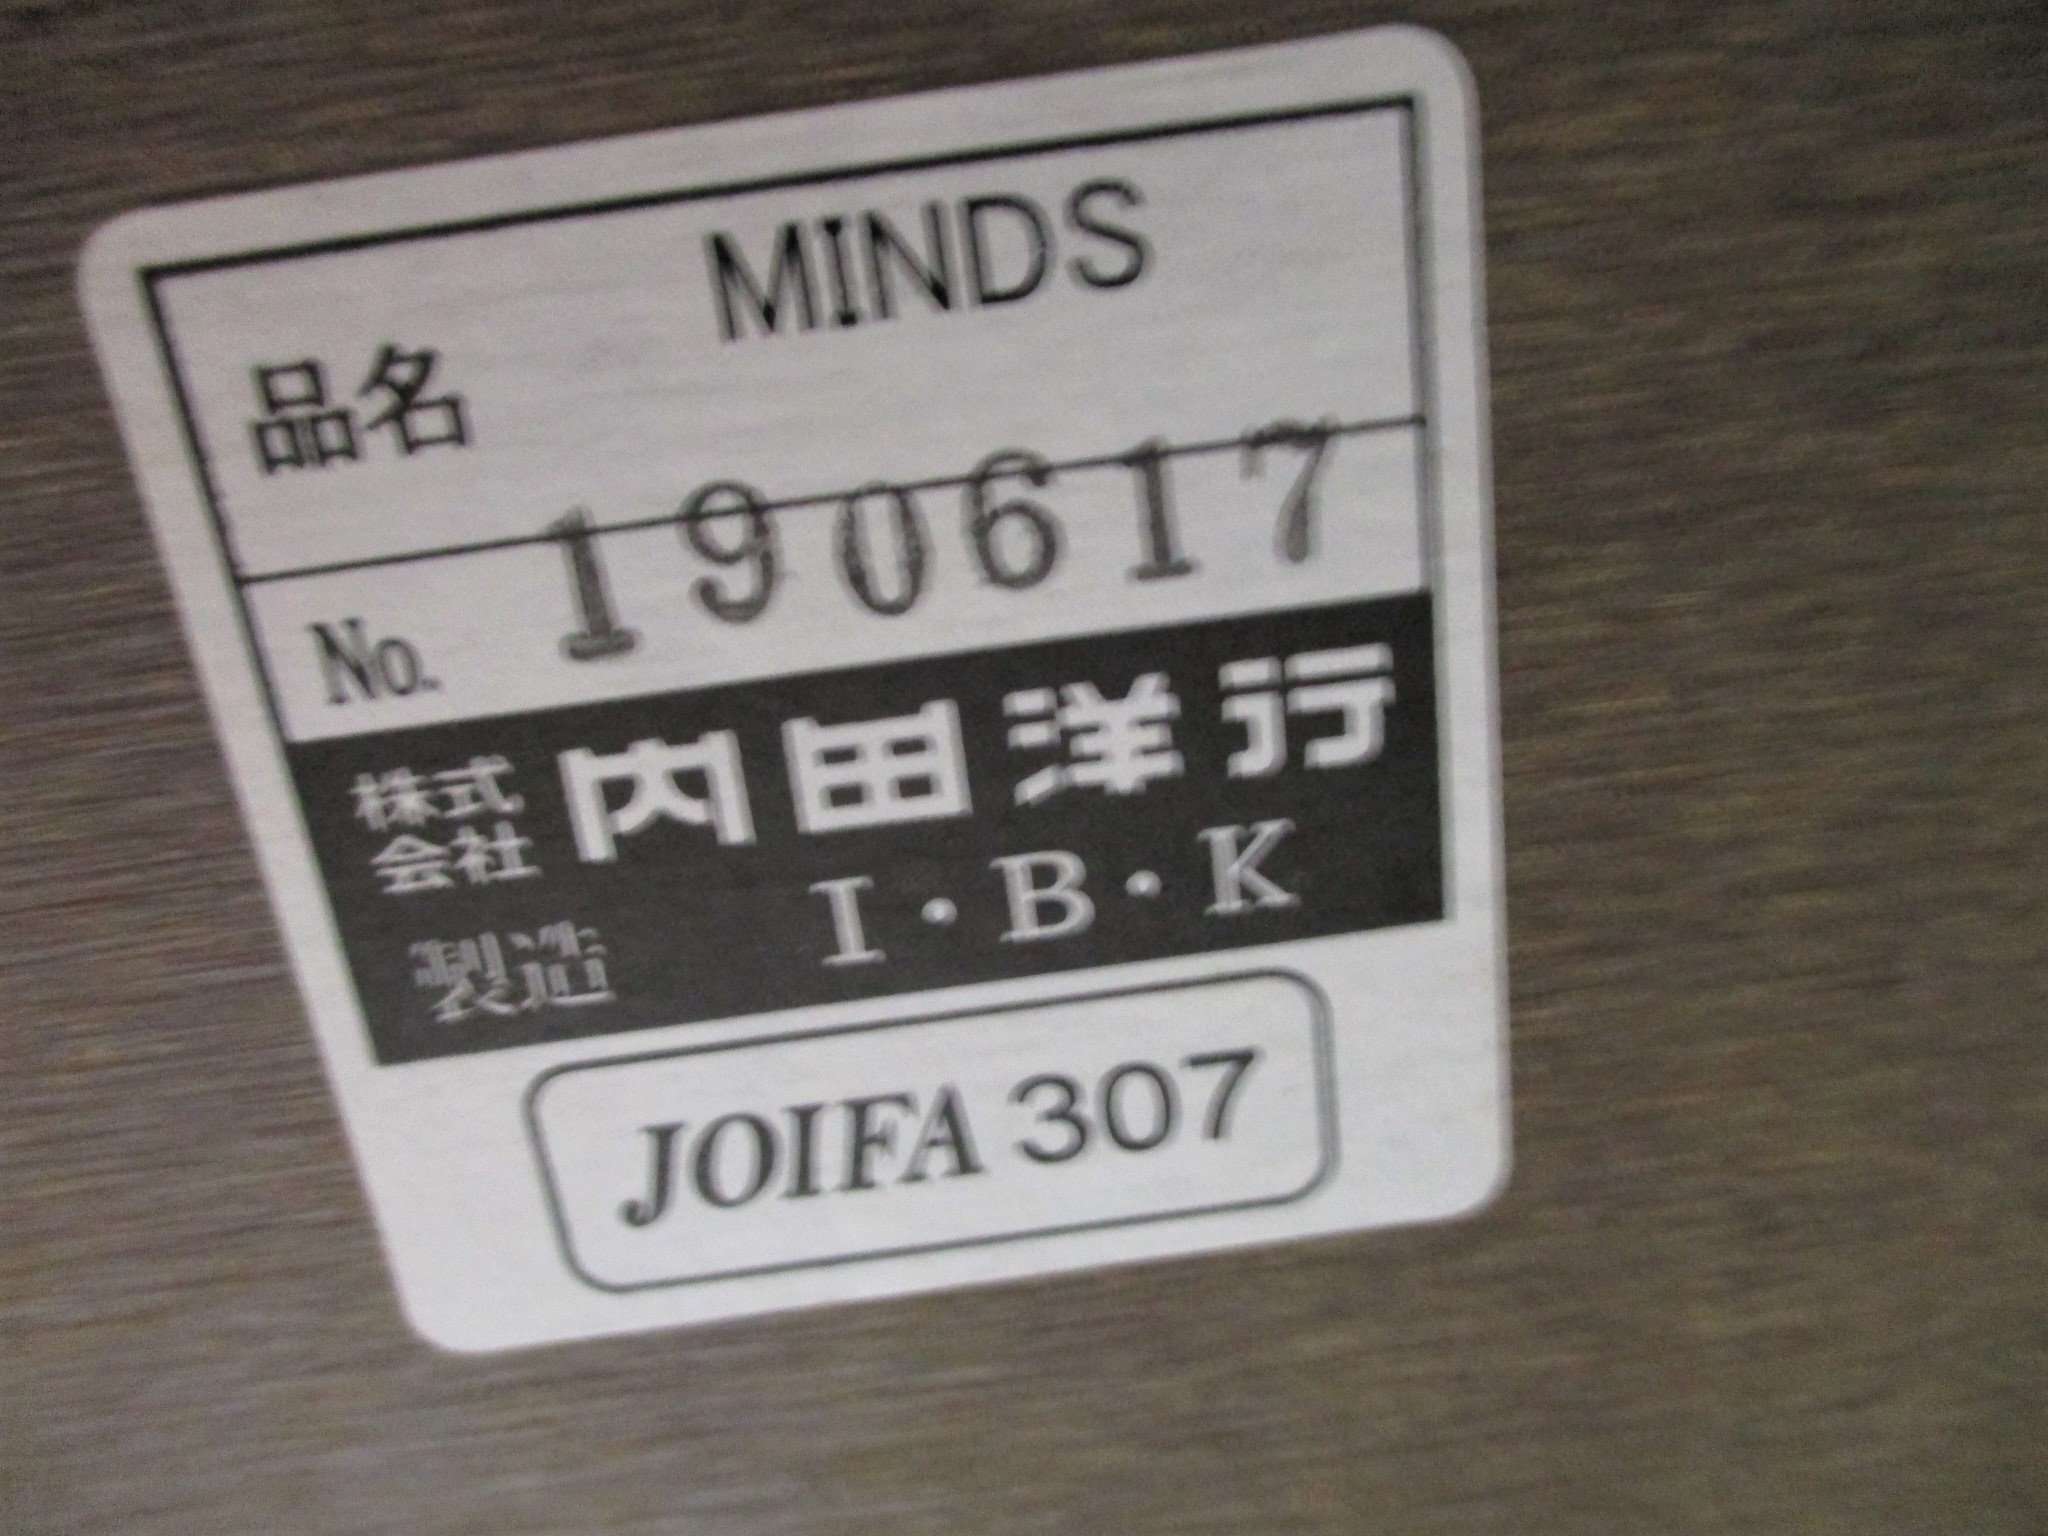 MINDS
品名
No. 190617
株式会社 内田洋行
製造 I・B・K
JOIFA 307